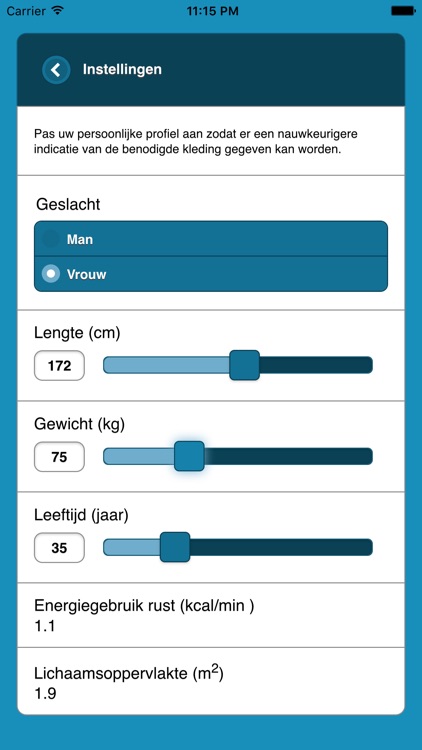 Carrier 11:15 PM
Instellingen
Pas uw persoonlijke profiel aan zodat er een nauwkeurigere
indicatie van de benodigde kleding gegeven kan worden.
Geslacht
Man
Vrouw
Lengte (cm)
172
Gewicht (kg)
75
Leeftijd (jaar)
35
Energiegebruik rust (kcal/min )
1.1
Lichaamsoppervlakte (m²)
1.9